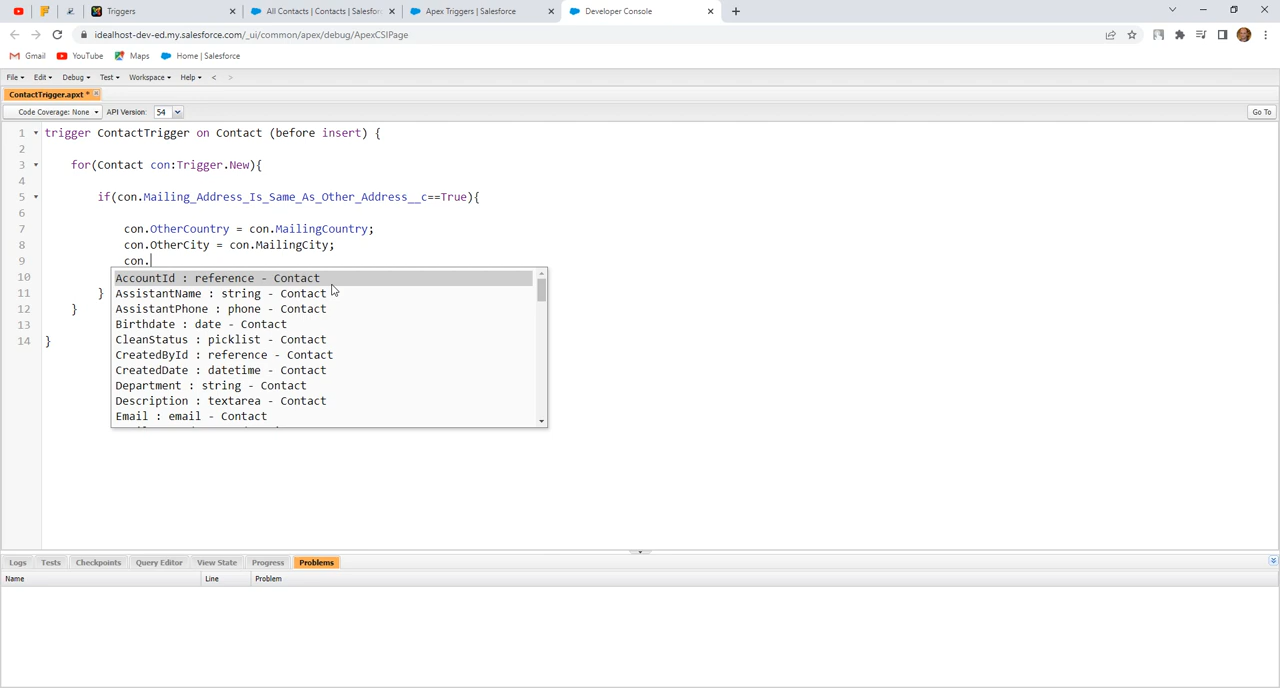 Triggers
All Contacts | Contacts | Salesforc
Apex Triggers | Salesforce
Developer Console
idealhost-dev-ed.my.salesforce.com/_ui/common/apex/debug/ApexCSIPage
Gmail
YouTube
Maps
Home | Salesforce
File
Edit
Debug
Test
Workspace
Help
<
>
ContactTrigger.apxt *
Code Coverage: None
API Version:
54
Go To
1 trigger ContactTrigger on Contact (before insert) {
2
3 for(Contact con:Trigger.New){
4
5 if(con.Mailing_Address_Is_Same_As_Other_Address__c==True){
6
7 con.OtherCountry = con.MailingCountry;
8 con.OtherCity = con.MailingCity;
9 con.
10
11 }
12 }
13
14 }
AccountId : reference - Contact
AssistantName : string - Contact
AssistantPhone : phone - Contact
Birthdate : date - Contact
CleanStatus : picklist - Contact
CreatedById : reference - Contact
CreatedDate : datetime - Contact
Department : string - Contact
Description : textarea - Contact
Email : email - Contact
Logs
Tests
Checkpoints
Query Editor
View State
Progress
Problems
Name
Line
Problem